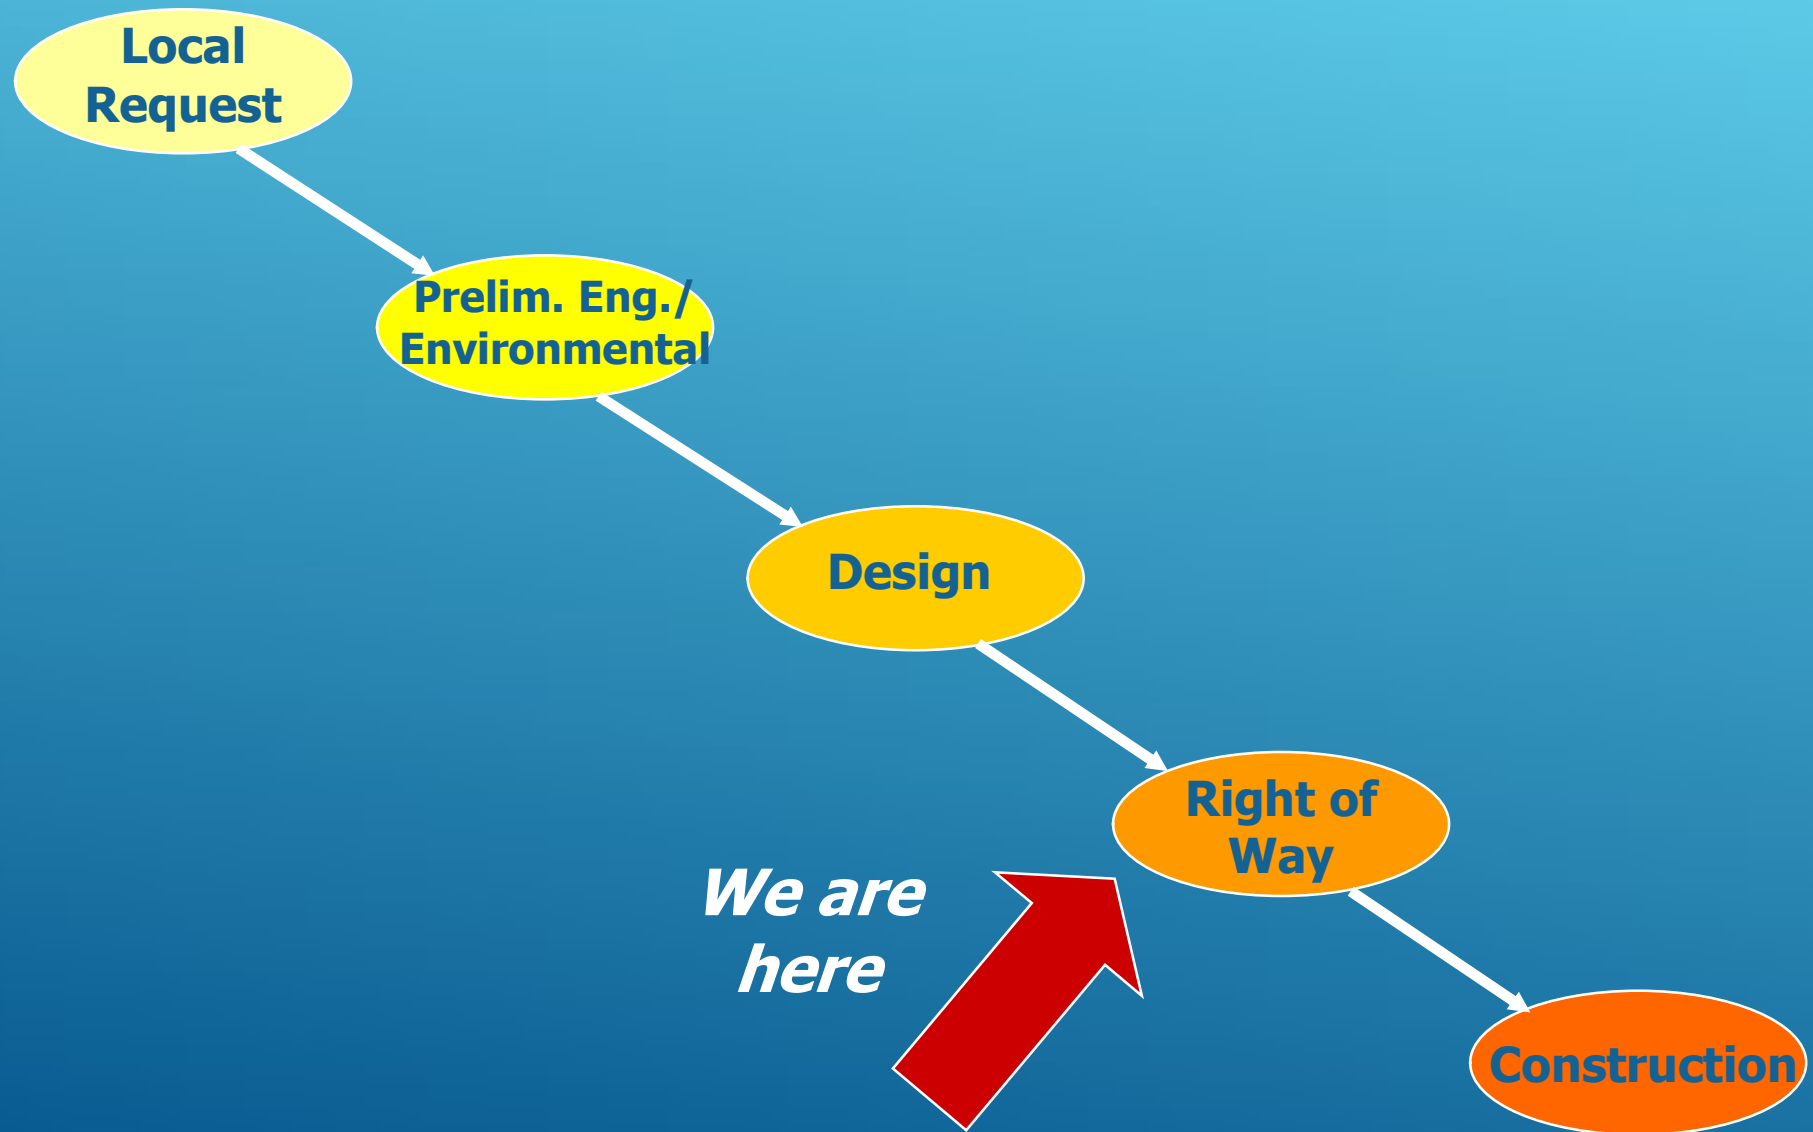 Local
Request
Prelim. Eng./
Environmental
Design
Right of
Way
We are
here
Construction